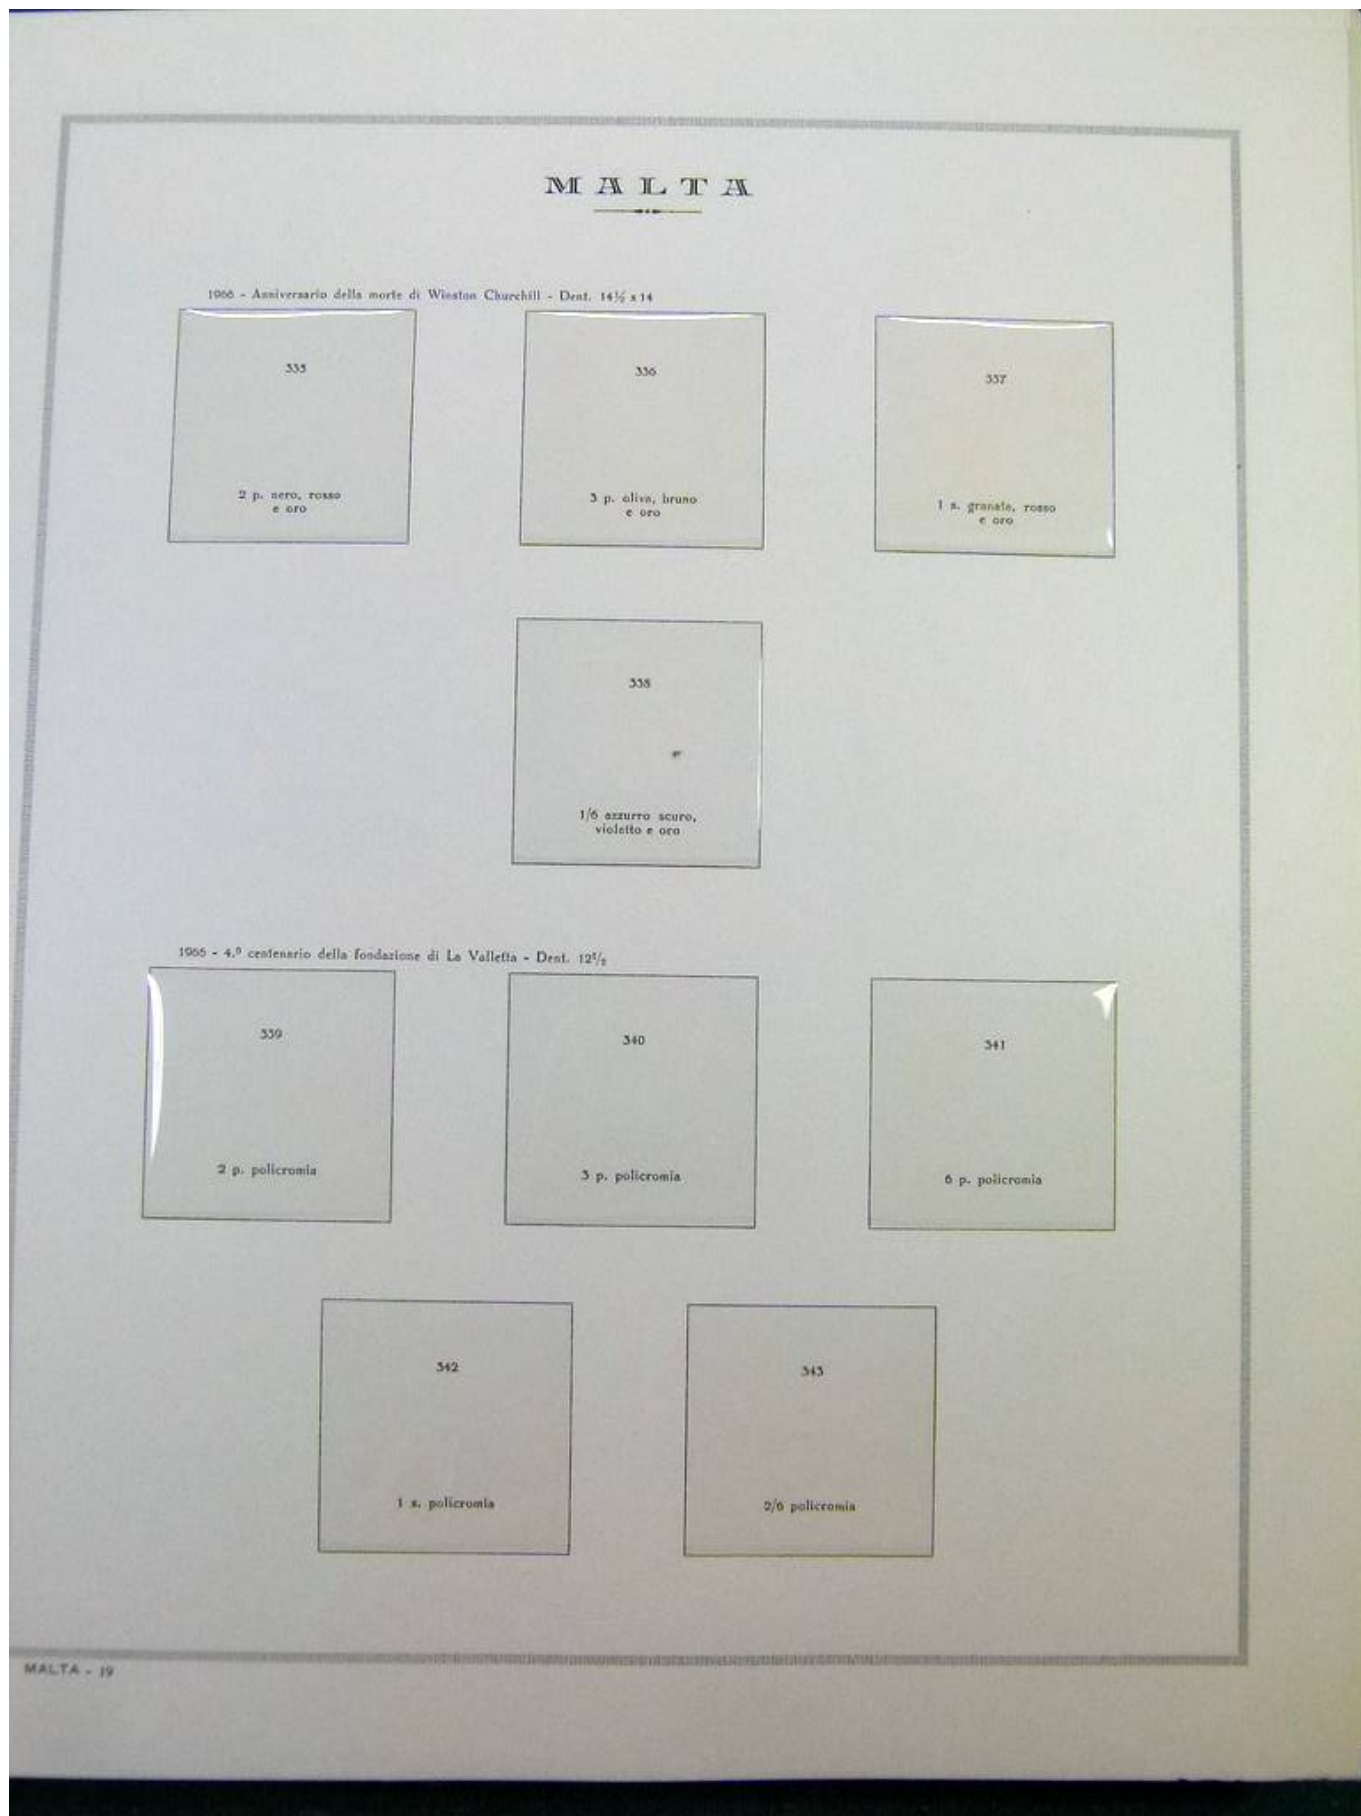 MALTA
1966 - Anniversario della morte di Winston Churchill - Dent. 14½ x 14
335
336
337
2 p. nero, rosso
e oro
3 p. oliva, bruno
e oro
1 s. granata, rosso
e oro
338
1/6 azzurro scuro,
violetto e oro
1966 - 4.º centenario della fondazione di La Valletta - Dent. 12½
339
340
341
2 p. policromia
3 p. policromia
6 p. policromia
342
343
1 s. policromia
2/6 policromia
MALTA - 19